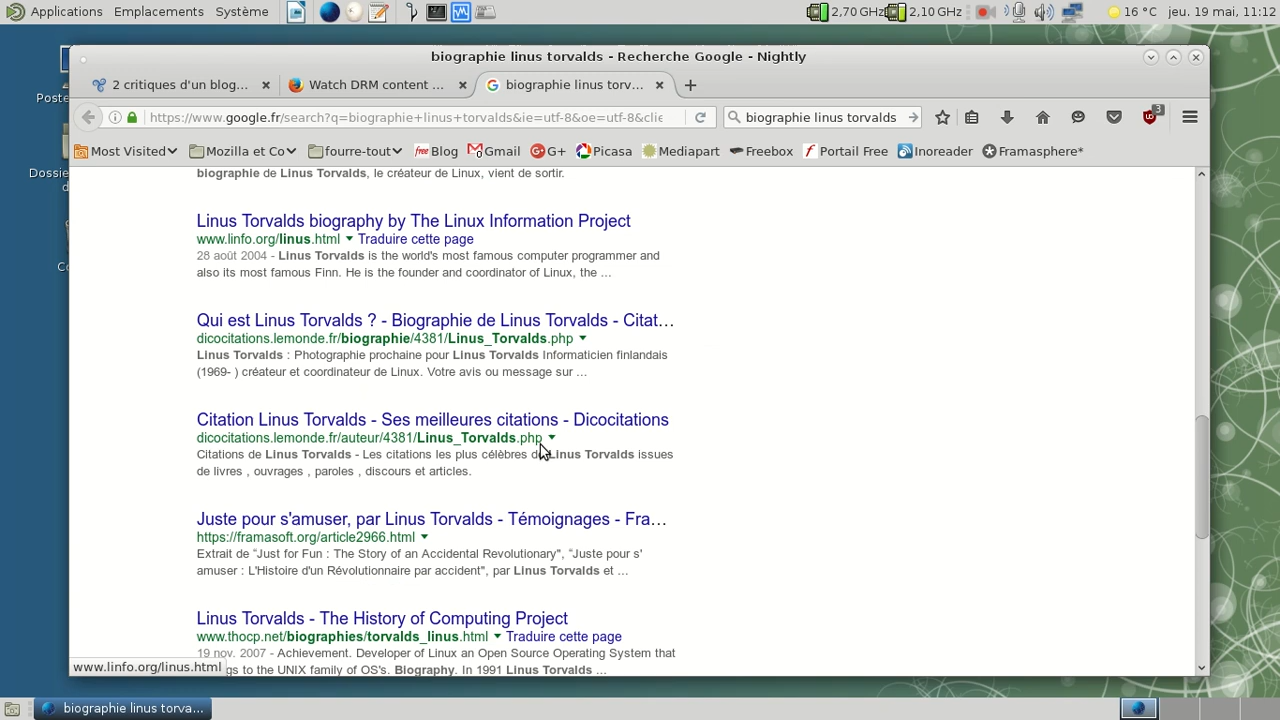 Applications Emplacements Système 2,70 GHz 2,10 GHz 16 °C jeu. 19 mai, 11:12
biographie linus torvalds - Recherche Google - Nightly
2 critiques d'un blog… Watch DRM content … biographie linus torv…
https://www.google.fr/search?q=biographie+linus+torvalds&ie=utf-8&oe=utf-8&clie
biographie linus torvalds
3
Most Visited Mozilla et Co fourre-tout Blog Gmail G+ Picasa Mediapart Freebox Portail Free Inoreader Framasphere*
Poste
Dossie
d
Co
biographie de Linus Torvalds, le créateur de Linux, vient de sortir.
Linus Torvalds biography by The Linux Information Project
www.linfo.org/linus.html Traduire cette page
28 août 2004 - Linus Torvalds is the world's most famous computer programmer and
also its most famous Finn. He is the founder and coordinator of Linux, the ...
Qui est Linus Torvalds ? - Biographie de Linus Torvalds - Citat…
dicocitations.lemonde.fr/biographie/4381/Linus_Torvalds.php
Linus Torvalds : Photographie prochaine pour Linus Torvalds Informaticien finlandais
(1969- ) créateur et coordinateur de Linux. Votre avis ou message sur ...
Citation Linus Torvalds - Ses meilleures citations - Dicocitations
dicocitations.lemonde.fr/auteur/4381/Linus_Torvalds.php
Citations de Linus Torvalds - Les citations les plus célèbres de Linus Torvalds issues
de livres , ouvrages , paroles , discours et articles.
Juste pour s'amuser, par Linus Torvalds - Témoignages - Fra…
https://framasoft.org/article2966.html
Extrait de “Just for Fun : The Story of an Accidental Revolutionary", “Juste pour s'
amuser : L'Histoire d'un Révolutionnaire par accident", par Linus Torvalds et ...
Linus Torvalds - The History of Computing Project
www.thocp.net/biographies/torvalds_linus.html Traduire cette page
19 nov. 2007 - Achievement. Developer of Linux an Open Source Operating System that
gs to the UNIX family of OS's. Biography. In 1991 Linus Torvalds ...
www.linfo.org/linus.html
biographie linus torva…